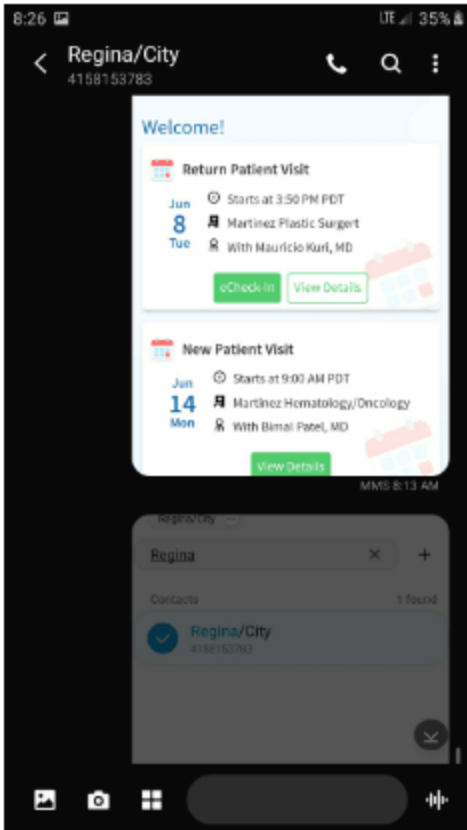 8:26 LTE 35%
Regina/City
4158153783
Welcome!
Return Patient Visit
Jun
8
Tue
Starts at 3:50 PM PDT
Martinez Plastic Surgert
With Mauricio Kuri, MD
eCheck-In View Details
New Patient Visit
Jun
14
Mon
Starts at 9:00 AM PDT
Martinez Hematology/Oncology
With Bimal Patel, MD
View Details
MMS 8:13 AM
Regina/City
Regina
Contacts 1 found
Regina/City
4158153783